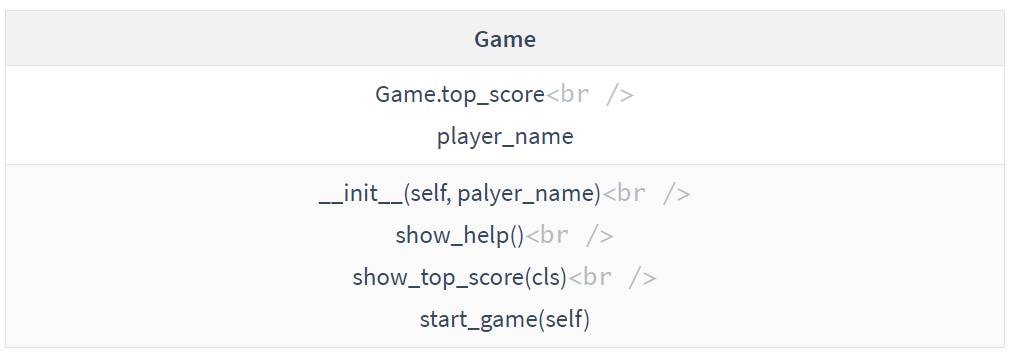 Game
Game.top_score<br />
player_name
__init__(self, palyer_name)<br />
show_help()<br />
show_top_score(cls)<br />
start_game(self)